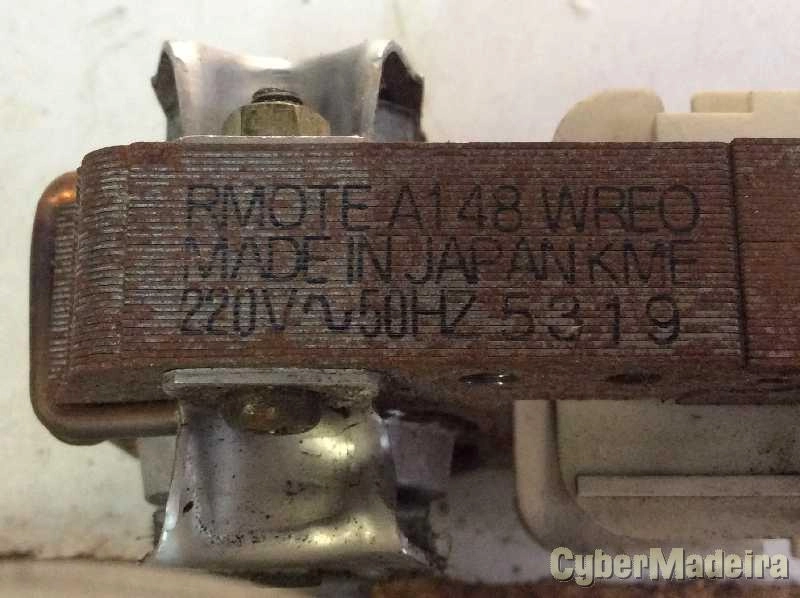 RMOTE A148 WREO
MADE IN JAPAN KME
220V ~ 50HZ 5319
CyberMadeira